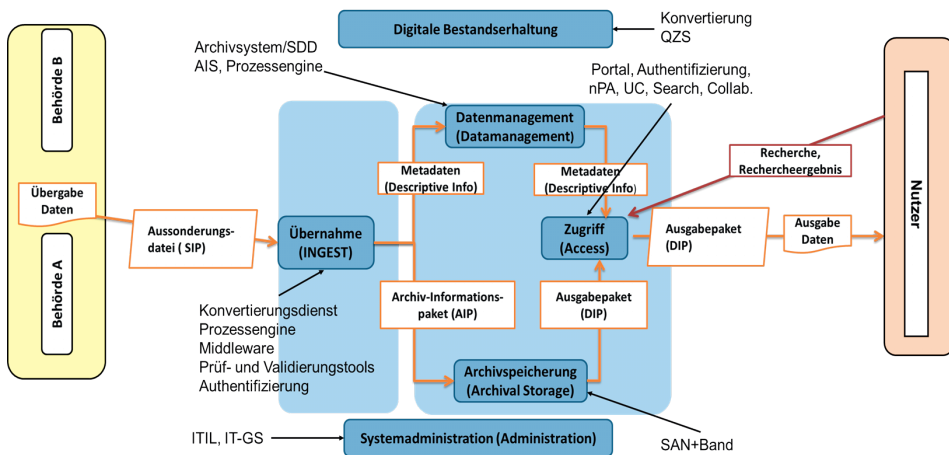 Digitale Bestandserhaltung
Konvertierung
QZS
Archivsystem/SDD
AIS, Prozessengine
Portal, Authentifizierung,
nPA, UC, Search, Collab.
Behörde B
Behörde A
Übergabe
Daten
Aussonderungs-
datei ( SIP)
Übernahme
(INGEST)
Konvertierungsdienst
Prozessengine
Middleware
Prüf- und Validierungstools
Authentifizierung
Datenmanagement
(Datamanagement)
Metadaten
(Descriptive Info)
Metadaten
(Descriptive Info)
Zugriff
(Access)
Archiv-Informations-
paket (AIP)
Ausgabepaket
(DIP)
Archivspeicherung
(Archival Storage)
Recherche,
Rechercheergebnis
Ausgabepaket
(DIP)
Ausgabe
Daten
Nutzer
ITIL, IT-GS
Systemadministration (Administration)
SAN+Band